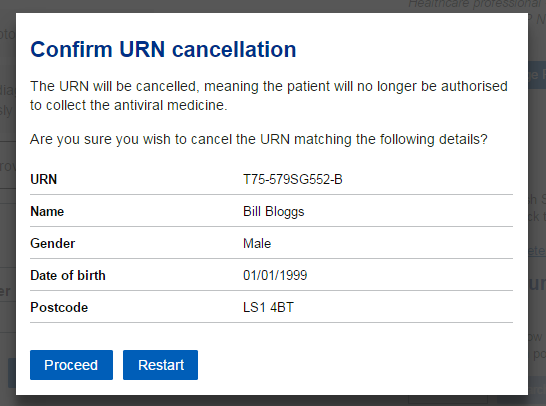 Healthcare professional
Confirm URN cancellation
The URN will be cancelled, meaning the patient will no longer be authorised
to collect the antiviral medicine.
Are you sure you wish to cancel the URN matching the following details?
URN T75-579SG552-B
Name Bill Bloggs
Gender Male
Date of birth 01/01/1999
Postcode LS1 4BT
Proceed Restart